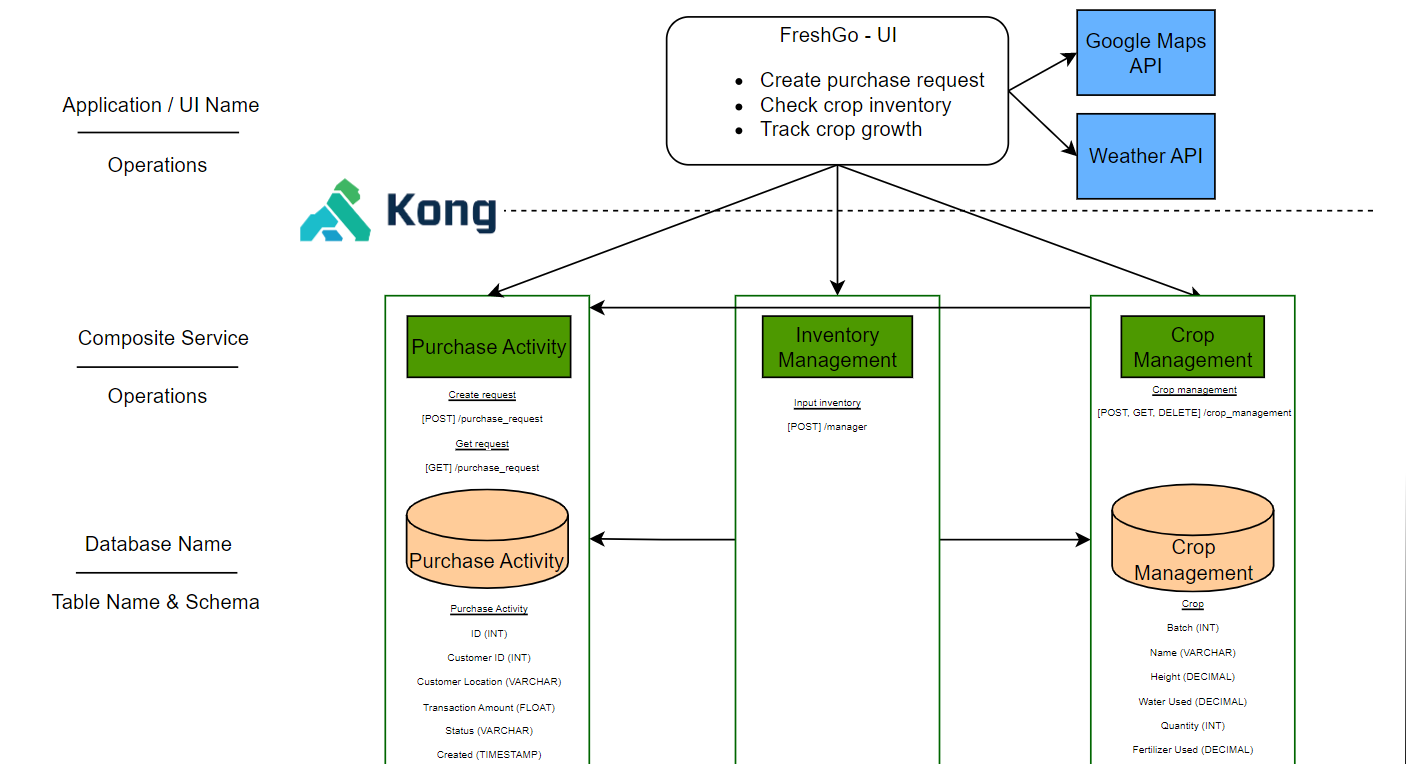 FreshGo - UI
Create purchase request
Check crop inventory
Track crop growth
Google Maps
API
Weather API
Application / UI Name
Operations
Kong
Composite Service
Operations
Purchase Activity
Create request
[POST] /purchase_request
Get request
[GET] /purchase_request
Inventory
Management
Input inventory
[POST] /manager
Crop
Management
Crop management
[POST, GET, DELETE] /crop_management
Database Name
Table Name & Schema
Purchase Activity
Purchase Activity
ID (INT)
Customer ID (INT)
Customer Location (VARCHAR)
Transaction Amount (FLOAT)
Status (VARCHAR)
Created (TIMESTAMP)
Crop
Management
Crop
Batch (INT)
Name (VARCHAR)
Height (DECIMAL)
Water Used (DECIMAL)
Quantity (INT)
Fertilizer Used (DECIMAL)